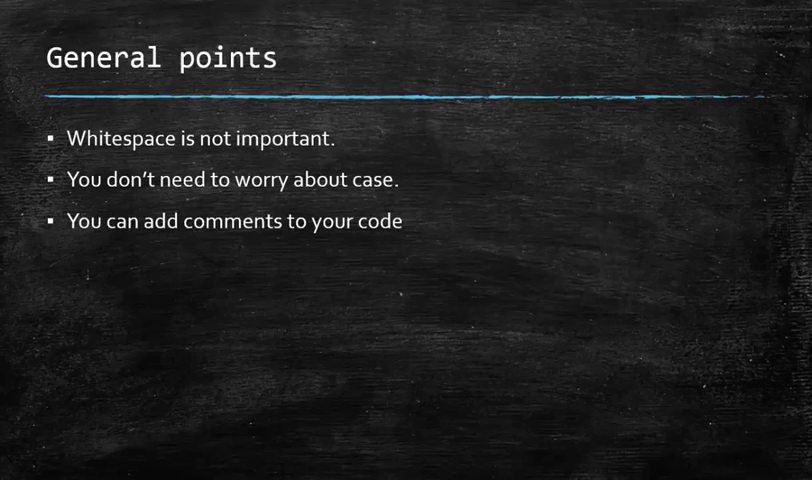 General points
▪ Whitespace is not important.
▪ You don’t need to worry about case.
▪ You can add comments to your code